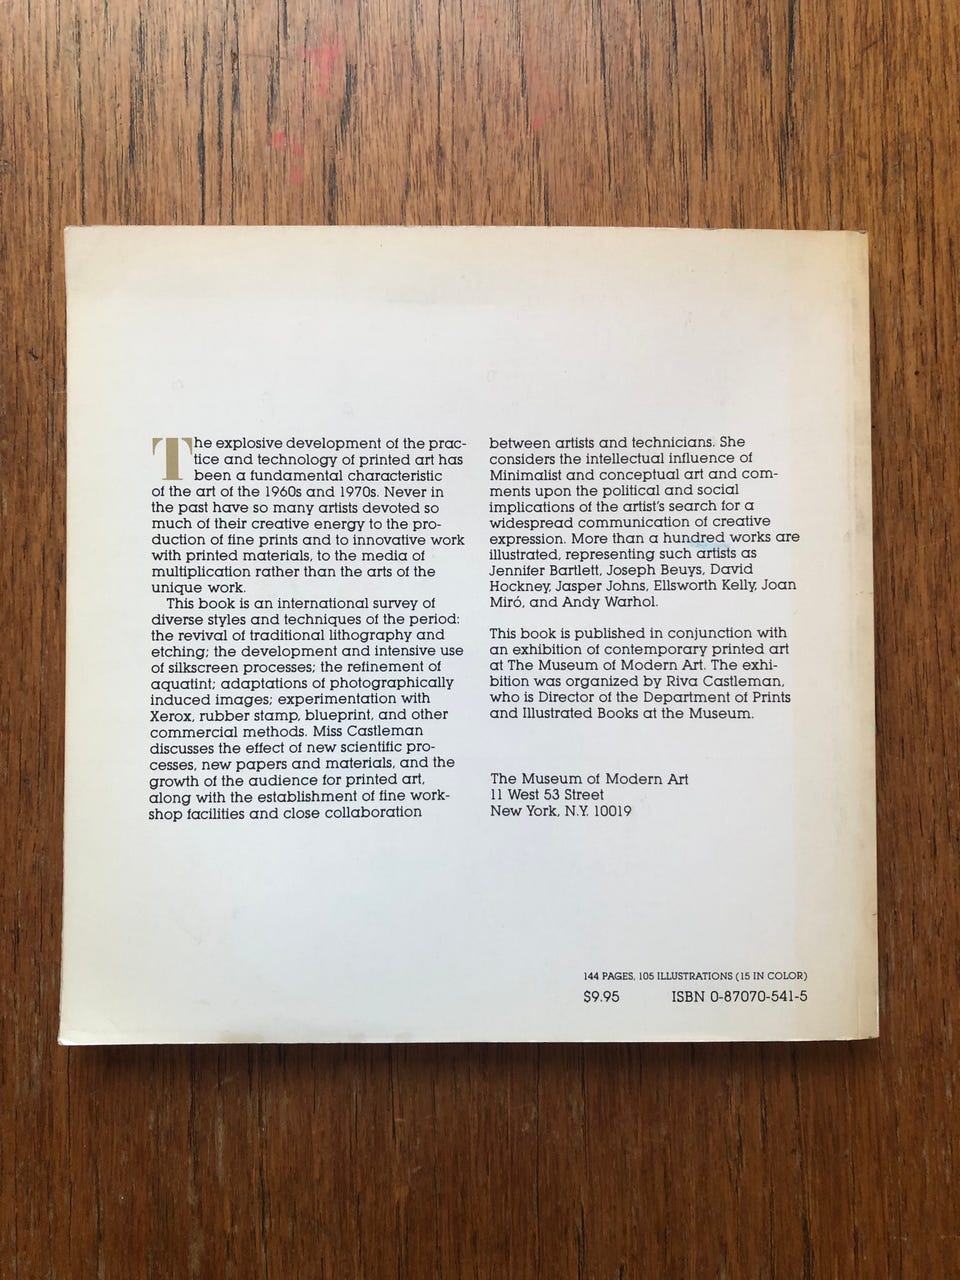 The explosive development of the prac-
tice and technology of printed art has
been a fundamental characteristic
of the art of the 1960s and 1970s. Never in
the past have so many artists devoted so
much of their creative energy to the pro-
duction of fine prints and to innovative work
with printed materials, to the media of
multiplication rather than the arts of the
unique work.
This book is an international survey of
diverse styles and techniques of the period:
the revival of traditional lithography and
etching; the development and intensive use
of silkscreen processes; the refinement of
aquatint; adaptations of photographically
induced images; experimentation with
Xerox, rubber stamp, blueprint, and other
commercial methods. Miss Castleman
discusses the effect of new scientific pro-
cesses, new papers and materials, and the
growth of the audience for printed art,
along with the establishment of fine work-
shop facilities and close collaboration
between artists and technicians. She
considers the intellectual influence of
Minimalist and conceptual art and com-
ments upon the political and social
implications of the artist's search for a
widespread communication of creative
expression. More than a hundred works are
illustrated, representing such artists as
Jennifer Bartlett, Joseph Beuys, David
Hockney, Jasper Johns, Ellsworth Kelly, Joan
Miró, and Andy Warhol.
This book is published in conjunction with
an exhibition of contemporary printed art
at The Museum of Modern Art. The exhi-
bition was organized by Riva Castleman,
who is Director of the Department of Prints
and Illustrated Books at the Museum.
The Museum of Modern Art
11 West 53 Street
New York, N.Y. 10019
144 PAGES, 105 ILLUSTRATIONS (15 IN COLOR)
$9.95 ISBN 0-87070-541-5